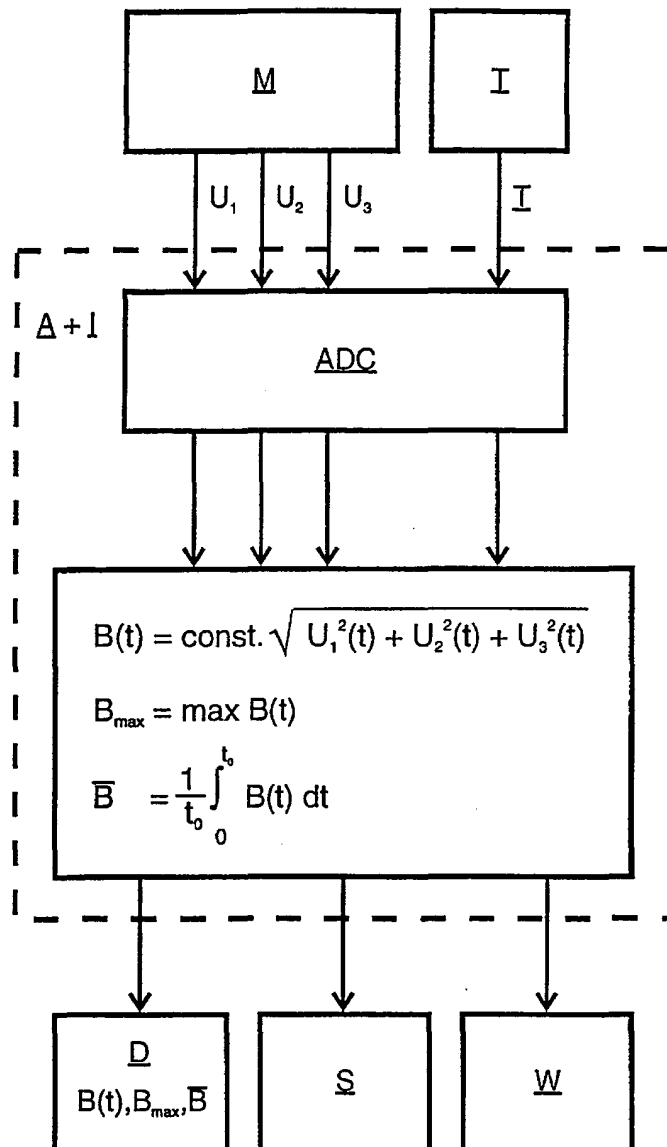 M
I
U₁ U₂ U₃ I
A + I
ADC
B(t) = const. √ U₁²(t) + U₂²(t) + U₃²(t)
Bmax = max B(t)
B̅ = 1/t₀ ∫₀^t₀ B(t) dt
D
B(t), Bmax, B̅
S
W